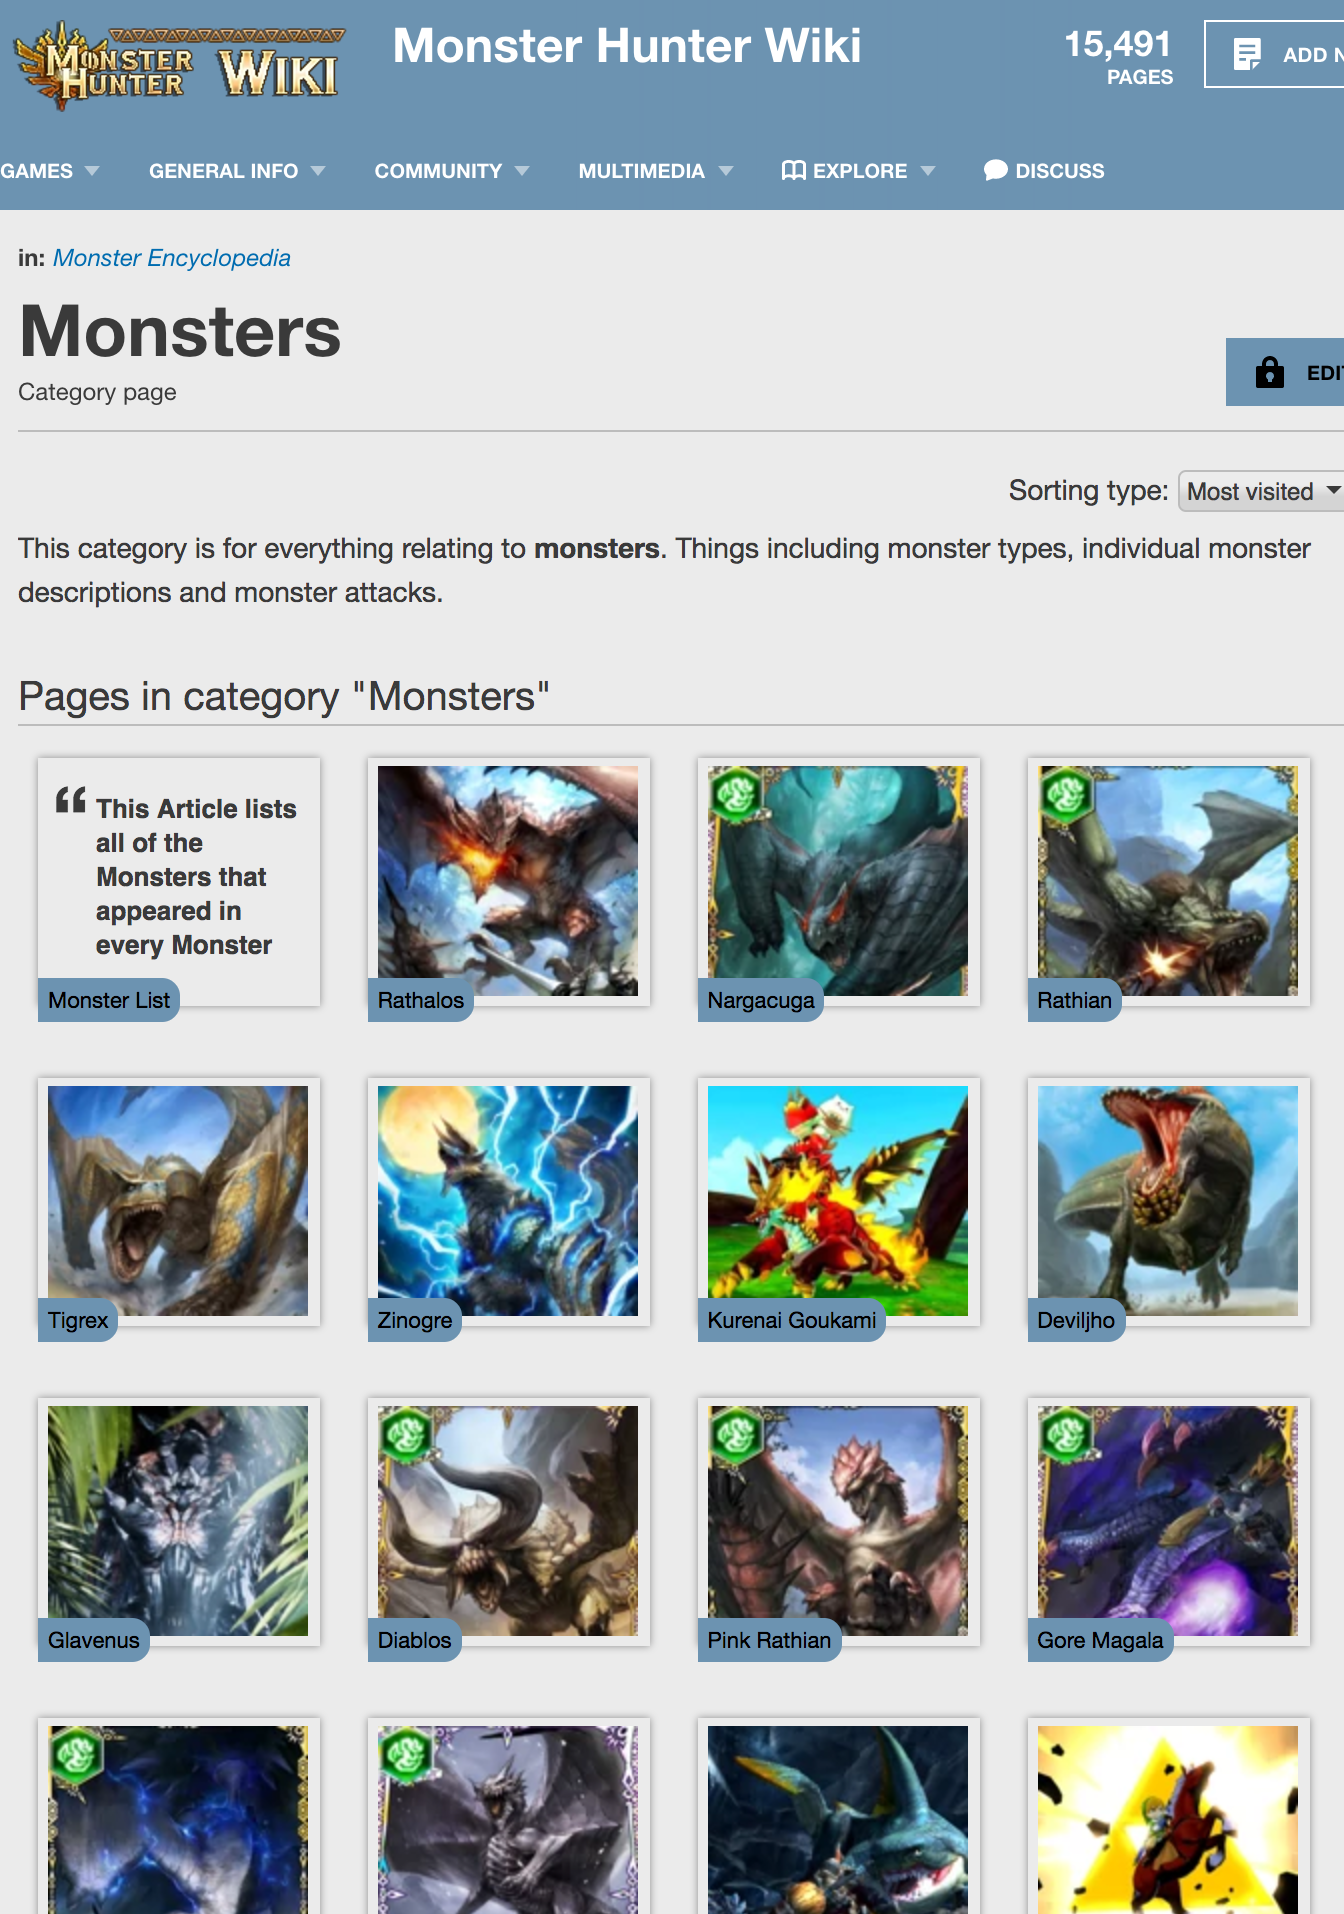 MONSTER HUNTER WIKI
Monster Hunter Wiki
15,491
PAGES
ADD N
GAMES
GENERAL INFO
COMMUNITY
MULTIMEDIA
EXPLORE
DISCUSS
in: Monster Encyclopedia
Monsters
Category page
EDI
Sorting type: Most visited
This category is for everything relating to monsters. Things including monster types, individual monster
descriptions and monster attacks.
Pages in category "Monsters"
“ This Article lists
all of the
Monsters that
appeared in
every Monster
Monster List
Rathalos
Nargacuga
Rathian
Tigrex
Zinogre
Kurenai Goukami
Deviljho
Glavenus
Diablos
Pink Rathian
Gore Magala